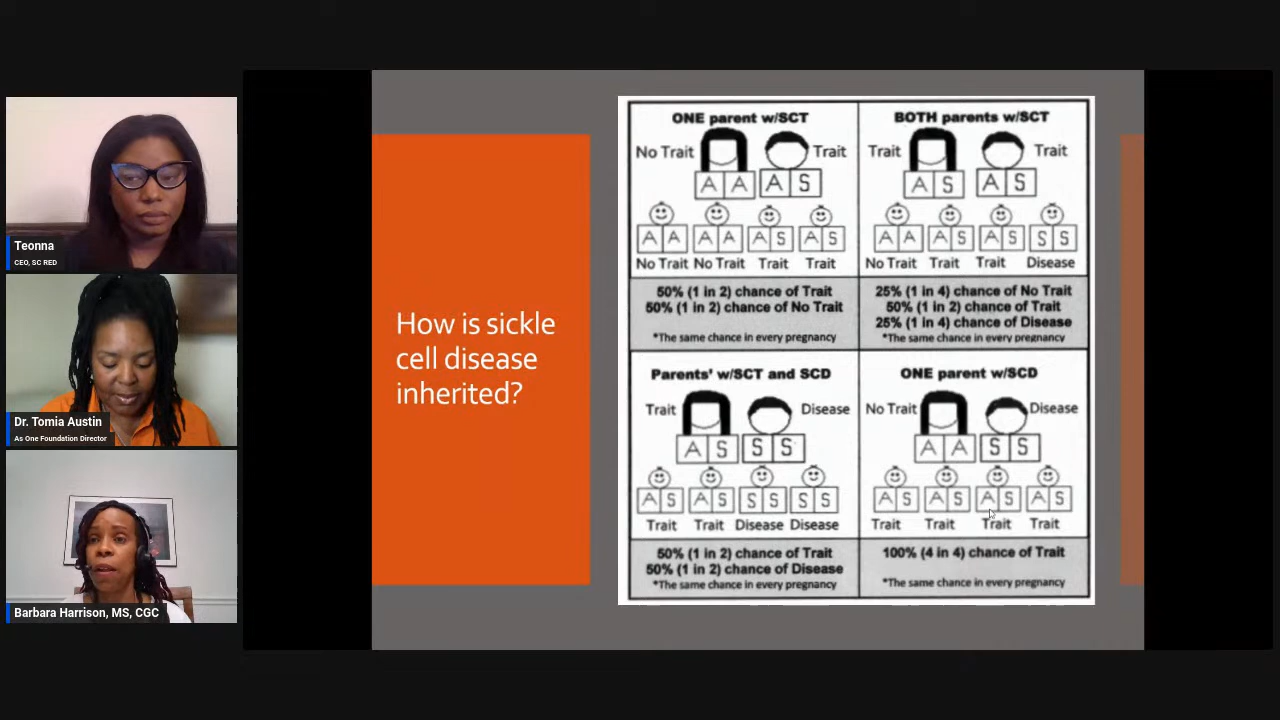 Teonna
CEO, SC RED
Dr. Tomia Austin
As One Foundation Director
Barbara Harrison, MS, CGC
How is sickle
cell disease
inherited?
ONE parent w/SCT
No Trait Trait
A A A S
A A A A A S A S
No Trait No Trait Trait Trait
50% (1 in 2) chance of Trait
50% (1 in 2) chance of No Trait
*The same chance in every pregnancy
BOTH parents w/SCT
Trait Trait
A S A S
A A A S A S S S
No Trait Trait Trait Disease
25% (1 in 4) chance of No Trait
50% (1 in 2) chance of Trait
25% (1 in 4) chance of Disease
*The same chance in every pregnancy
Parents' w/SCT and SCD
Trait Disease
A S S S
A S A S S S S S
Trait Trait Disease Disease
50% (1 in 2) chance of Trait
50% (1 in 2) chance of Disease
*The same chance in every pregnancy
ONE parent w/SCD
No Trait Disease
A A S S
A S A S A S A S
Trait Trait Trait Trait
100% (4 in 4) chance of Trait
*The same chance in every pregnancy